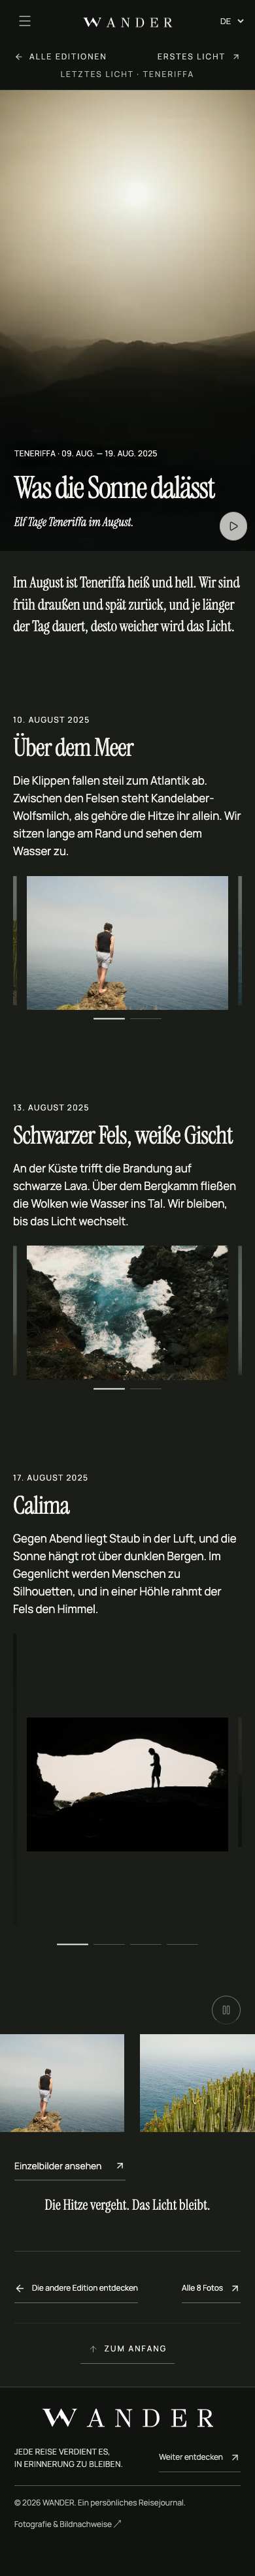 WANDER
DE
← ALLE EDITIONEN
ERSTES LICHT ↗
LETZTES LICHT · TENERIFFA
TENERIFFA · 09. AUG. — 19. AUG. 2025
Was die Sonne dalässt
Elf Tage Teneriffa im August.
Im August ist Teneriffa heiß und hell. Wir sind
früh draußen und spät zurück, und je länger
der Tag dauert, desto weicher wird das Licht.
10. AUGUST 2025
Über dem Meer
Die Klippen fallen steil zum Atlantik ab.
Zwischen den Felsen steht Kandelaber-
Wolfsmilch, als gehöre die Hitze ihr allein. Wir
sitzen lange am Rand und sehen dem
Wasser zu.
13. AUGUST 2025
Schwarzer Fels, weiße Gischt
An der Küste trifft die Brandung auf
schwarze Lava. Über dem Bergkamm fließen
die Wolken wie Wasser ins Tal. Wir bleiben,
bis das Licht wechselt.
17. AUGUST 2025
Calima
Gegen Abend liegt Staub in der Luft, und die
Sonne hängt rot über dunklen Bergen. Im
Gegenlicht werden Menschen zu
Silhouetten, und in einer Höhle rahmt der
Fels den Himmel.
Einzelbilder ansehen ↗
Die Hitze vergeht. Das Licht bleibt.
← Die andere Edition entdecken
Alle 8 Fotos ↗
↑ ZUM ANFANG
WANDER
JEDE REISE VERDIENT ES,
IN ERINNERUNG ZU BLEIBEN.
Weiter entdecken ↗
© 2026 WANDER. Ein persönliches Reisejournal.
Fotografie & Bildnachweise ↗